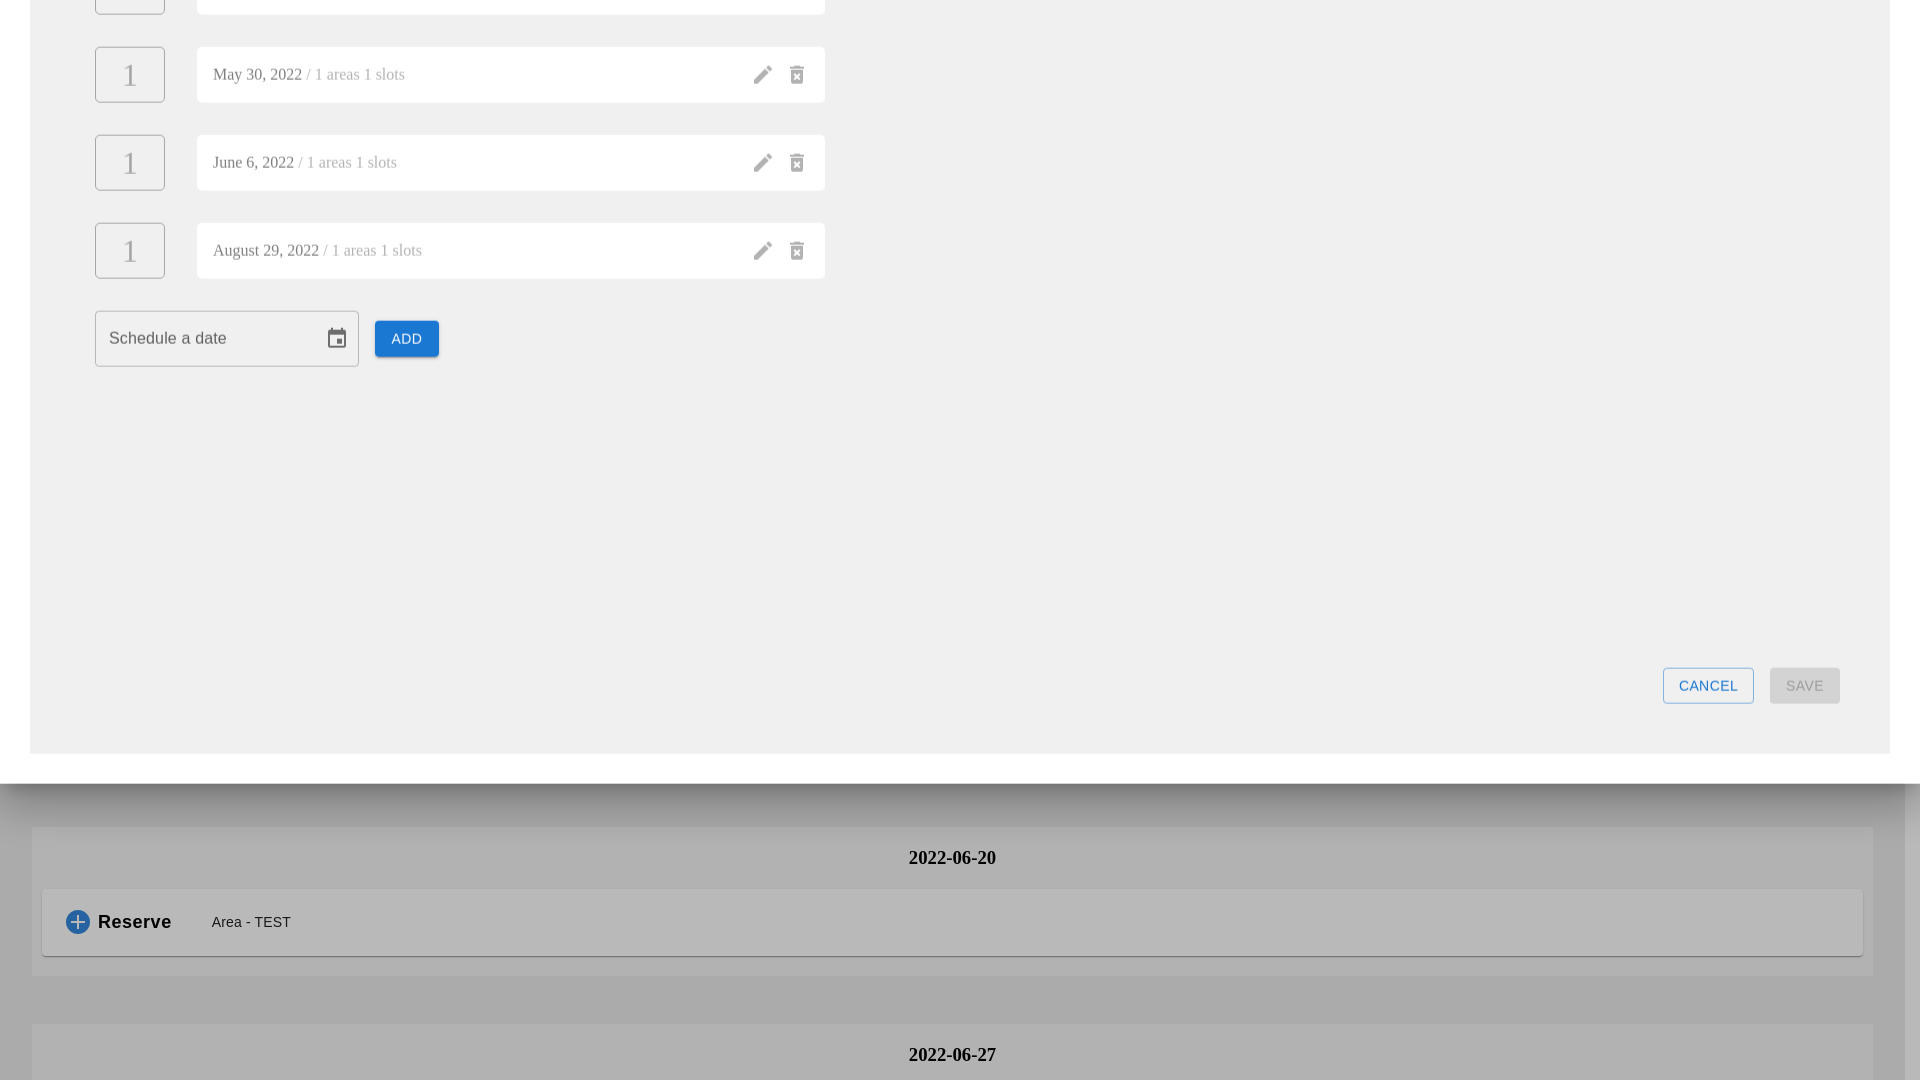 1
May 30, 2022 / 1 areas 1 slots
1
June 6, 2022 / 1 areas 1 slots
1
August 29, 2022 / 1 areas 1 slots
Schedule a date
ADD
CANCEL
SAVE
2022-06-20
Reserve
Area - TEST
2022-06-27